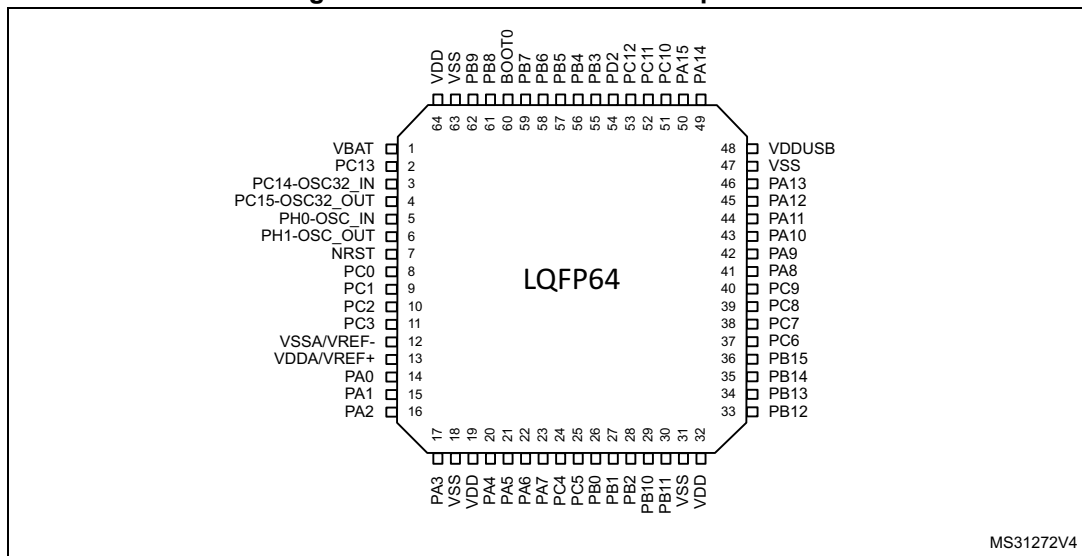 VDD
VSS
PB9
PB8
BOOT0
PB7
PB6
PB5
PB4
PB3
PD2
PC12
PC11
PC10
PA15
PA14
64 63 62 61 60 59 58 57 56 55 54 53 52 51 50 49
VBAT 1 48 VDDUSB
PC13 2 47 VSS
PC14-OSC32_IN 3 46 PA13
PC15-OSC32_OUT 4 45 PA12
PH0-OSC_IN 5 44 PA11
PH1-OSC_OUT 6 43 PA10
NRST 7 42 PA9
PC0 8 41 PA8
PC1 9 40 PC9
PC2 10 39 PC8
PC3 11 38 PC7
VSSA/VREF- 12 37 PC6
VDDA/VREF+ 13 36 PB15
PA0 14 35 PB14
PA1 15 34 PB13
PA2 16 33 PB12
LQFP64
17 18 19 20 21 22 23 24 25 26 27 28 29 30 31 32
PA3
VSS
VDD
PA4
PA5
PA6
PA7
PC4
PC5
PB0
PB1
PB2
PB10
PB11
VSS
VDD
MS31272V4